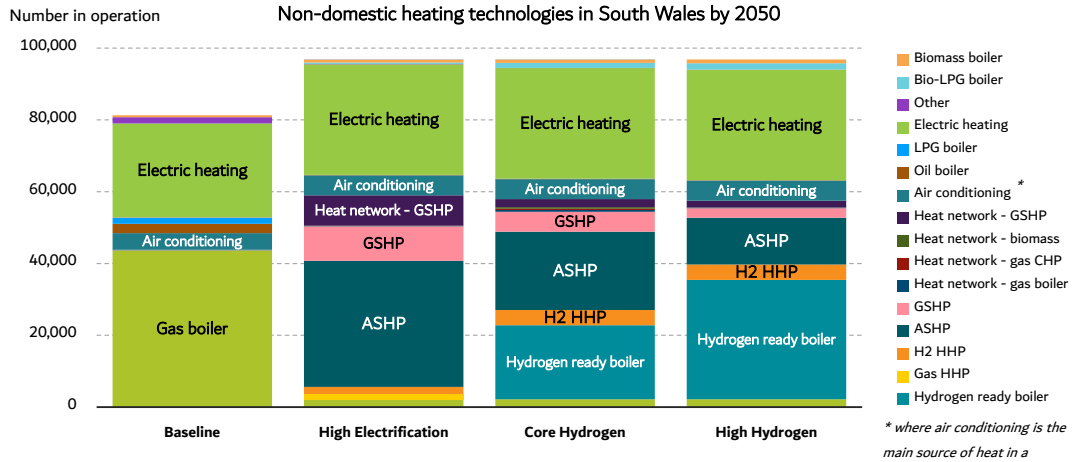 Number in operation
Non-domestic heating technologies in South Wales by 2050
100,000
80,000
60,000
40,000
20,000
0
Electric heating
Air conditioning
Gas boiler
Electric heating
Air conditioning
Heat network - GSHP
GSHP
ASHP
Electric heating
Air conditioning
GSHP
ASHP
H2 HHP
Hydrogen ready boiler
Electric heating
Air conditioning
ASHP
H2 HHP
Hydrogen ready boiler
Baseline
High Electrification
Core Hydrogen
High Hydrogen
Biomass boiler
Bio-LPG boiler
Other
Electric heating
LPG boiler
Oil boiler
Air conditioning *
Heat network - GSHP
Heat network - biomass
Heat network - gas CHP
Heat network - gas boiler
GSHP
ASHP
H2 HHP
Gas HHP
Hydrogen ready boiler
* where air conditioning is the
main source of heat in a